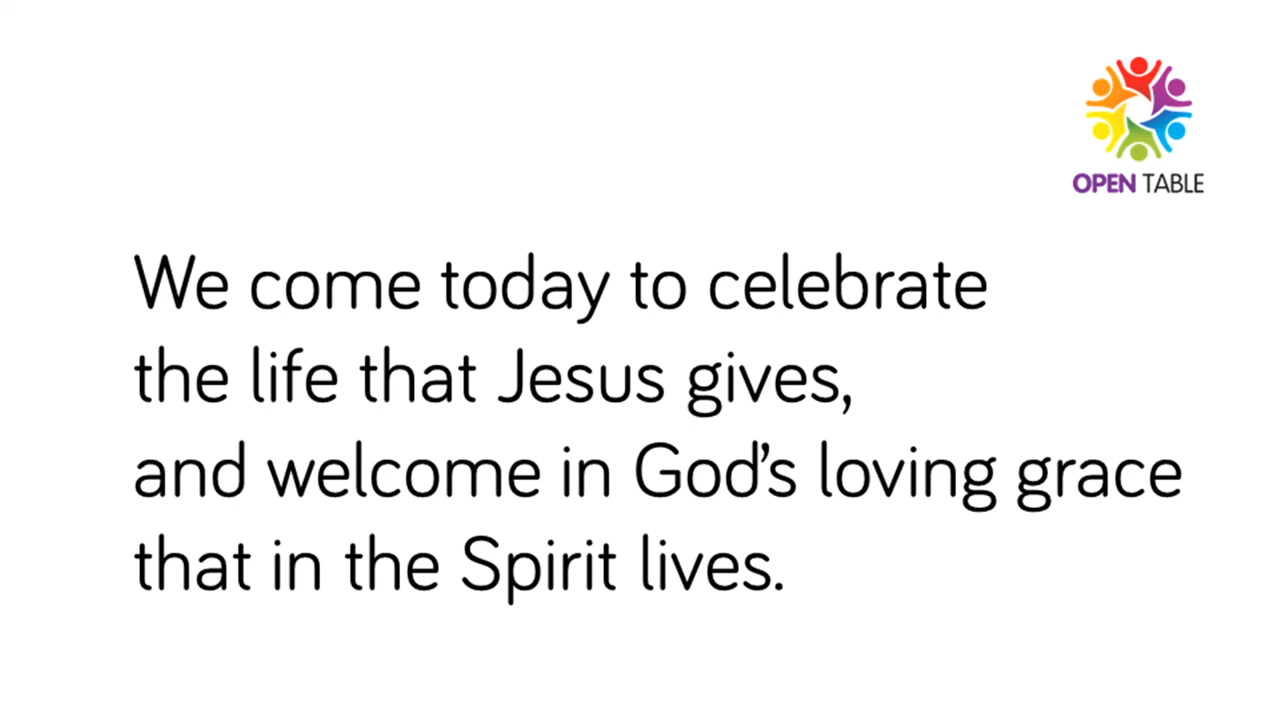 OPEN TABLE
We come today to celebrate
the life that Jesus gives,
and welcome in God’s loving grace
that in the Spirit lives.